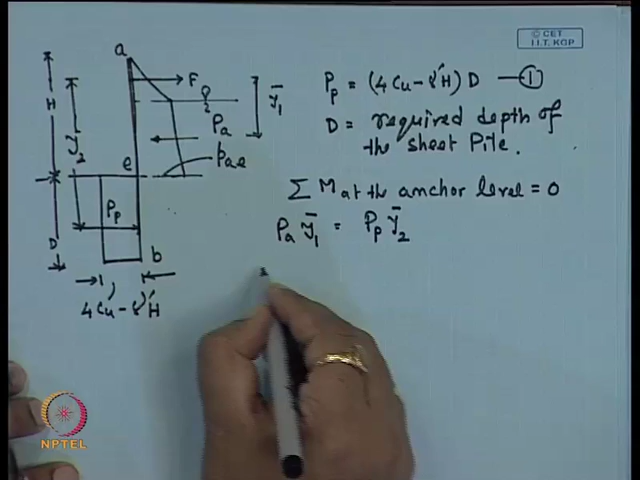 © CET
I.I.T. KGP
a
F
H
ȳ₁
ȳ₂
Pa
e
pae
Pp
D
b
4Cu - γ'H
Pp = (4Cu - γ'H) D — ①
D = required depth of
the sheet Pile.
∑ M at the anchor level = 0
Pa ȳ₁ = Pp ȳ₂
NPTEL